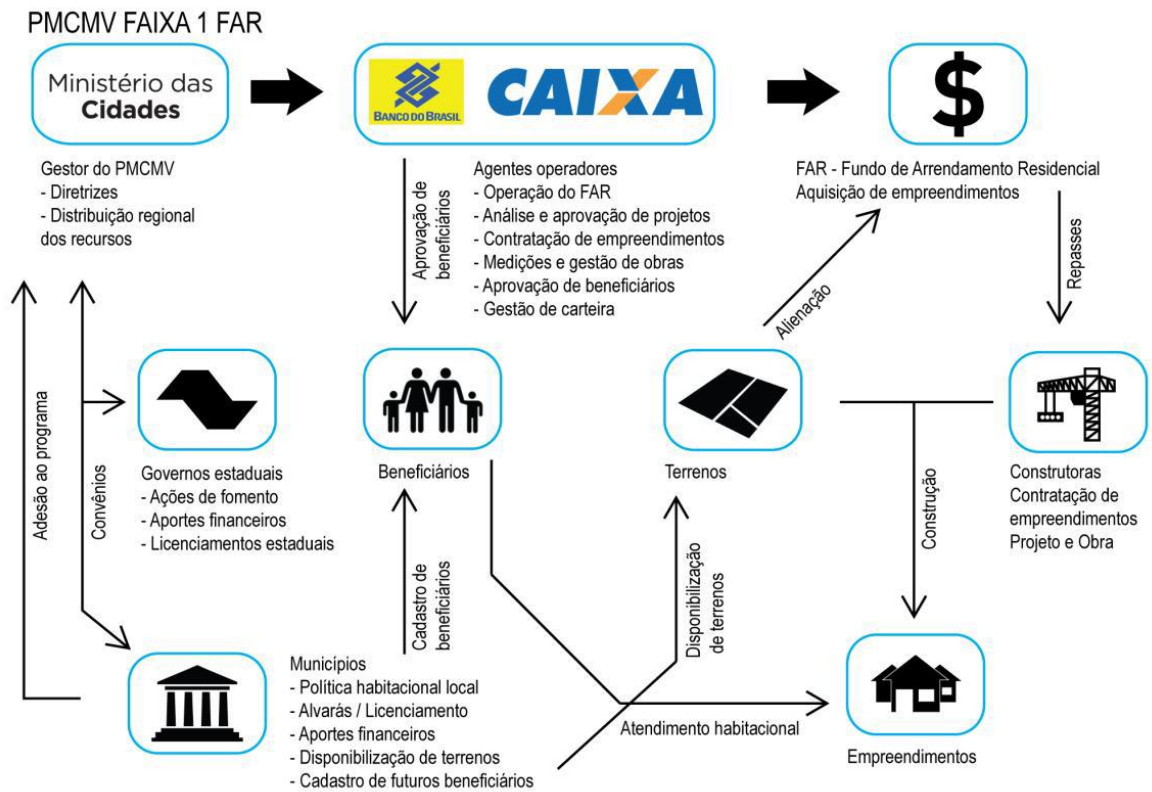 PMCMV FAIXA 1 FAR
Ministério das
Cidades
BANCO DO BRASIL
CAIXA
$
Gestor do PMCMV
- Diretrizes
- Distribuição regional
dos recursos
Aprovação de
beneficiários
Agentes operadores
- Operação do FAR
- Análise e aprovação de projetos
- Contratação de empreendimentos
- Medições e gestão de obras
- Aprovação de beneficiários
- Gestão de carteira
FAR - Fundo de Arrendamento Residencial
Aquisição de empreendimentos
Alienação
Repasses
Adesão ao programa
Convênios
Governos estaduais
- Ações de fomento
- Aportes financeiros
- Licenciamentos estaduais
Beneficiários
Terrenos
Construtoras
Contratação de
empreendimentos
Projeto e Obra
Construção
Cadastro de
beneficiários
Disponibilização
de terrenos
Municípios
- Política habitacional local
- Alvarás / Licenciamento
- Aportes financeiros
- Disponibilização de terrenos
- Cadastro de futuros beneficiários
Atendimento habitacional
Empreendimentos